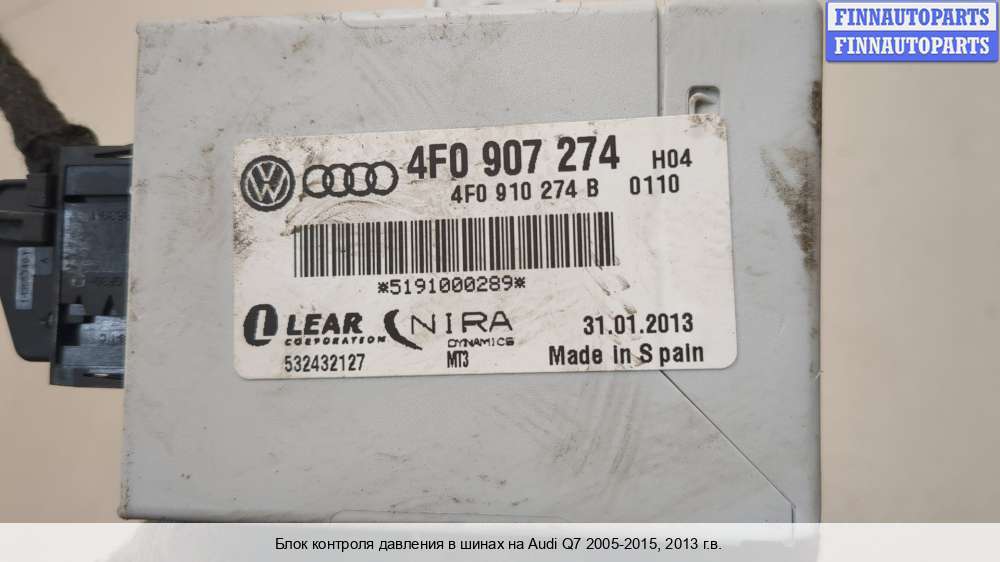 FINNAUTOPARTS
FINNAUTOPARTS
4F0 907 274 H04
4F0 910 274 B 0110
*5191000289*
LEAR
CORPORATION
NIRA
DYNAMICS
31.01.2013
532432127
MT3
Made in Spain
Блок контроля давления в шинах на Audi Q7 2005-2015, 2013 г.в.